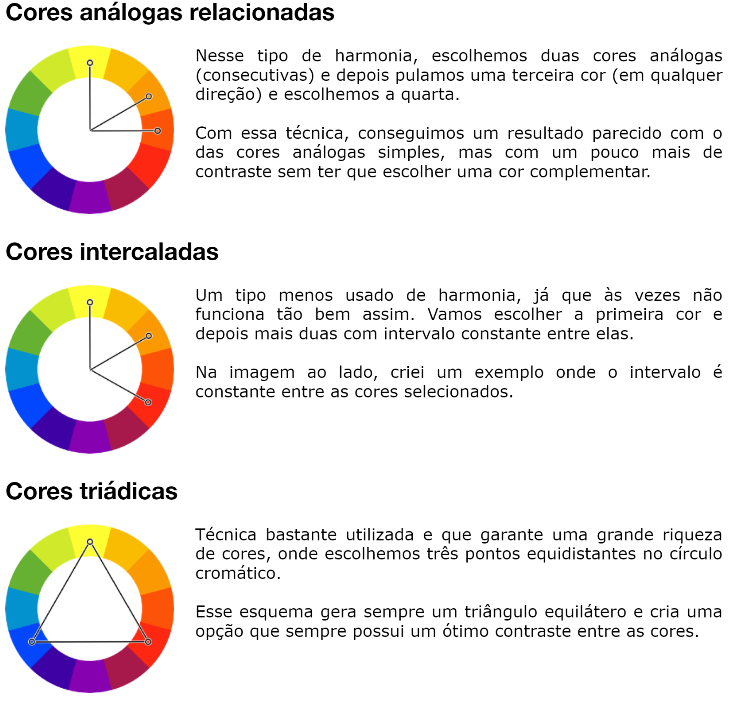 Cores análogas relacionadas
Nesse tipo de harmonia, escolhemos duas cores análogas
(consecutivas) e depois pulamos uma terceira cor (em qualquer
direção) e escolhemos a quarta.
Com essa técnica, conseguimos um resultado parecido com o
das cores análogas simples, mas com um pouco mais de
contraste sem ter que escolher uma cor complementar.
Cores intercaladas
Um tipo menos usado de harmonia, já que às vezes não
funciona tão bem assim. Vamos escolher a primeira cor e
depois mais duas com intervalo constante entre elas.
Na imagem ao lado, criei um exemplo onde o intervalo é
constante entre as cores selecionados.
Cores triádicas
Técnica bastante utilizada e que garante uma grande riqueza
de cores, onde escolhemos três pontos equidistantes no círculo
cromático.
Esse esquema gera sempre um triângulo equilátero e cria uma
opção que sempre possui um ótimo contraste entre as cores.